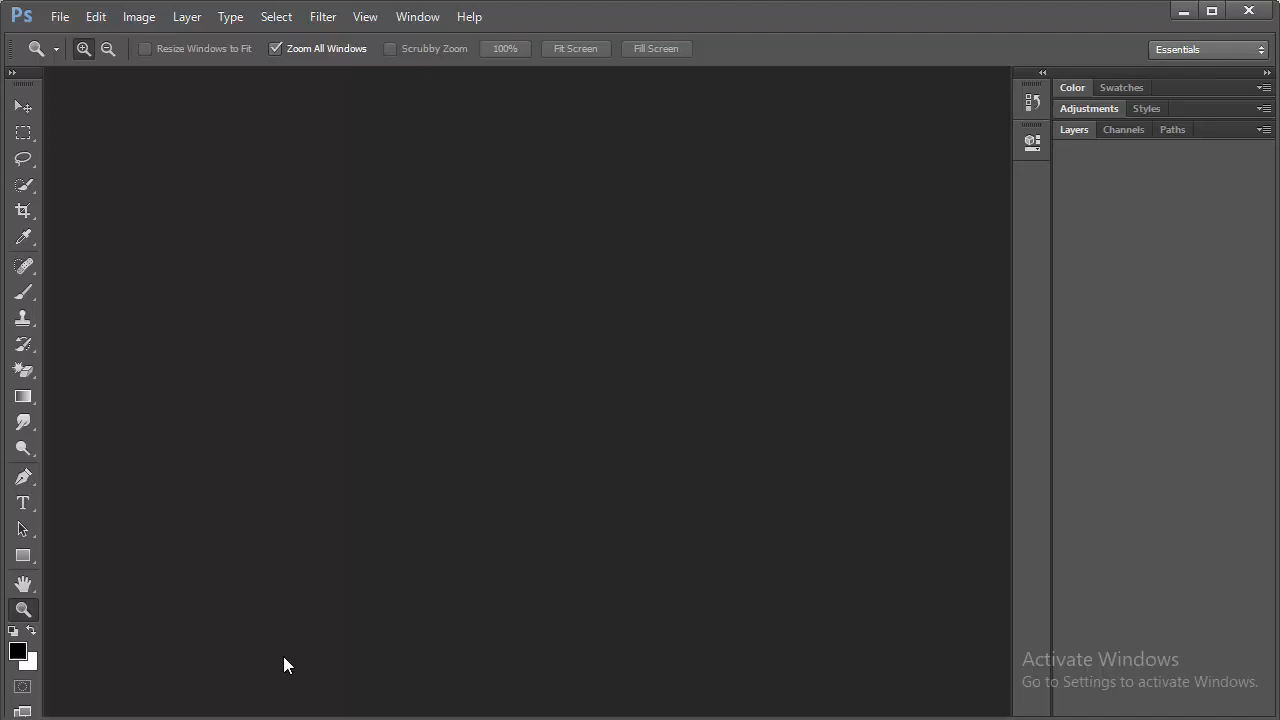 Ps File Edit Image Layer Type Select Filter View Window Help
Resize Windows to Fit Zoom All Windows Scrubby Zoom 100% Fit Screen Fill Screen Essentials
Color Swatches
Adjustments Styles
Layers Channels Paths
T
Activate Windows
Go to Settings to activate Windows.